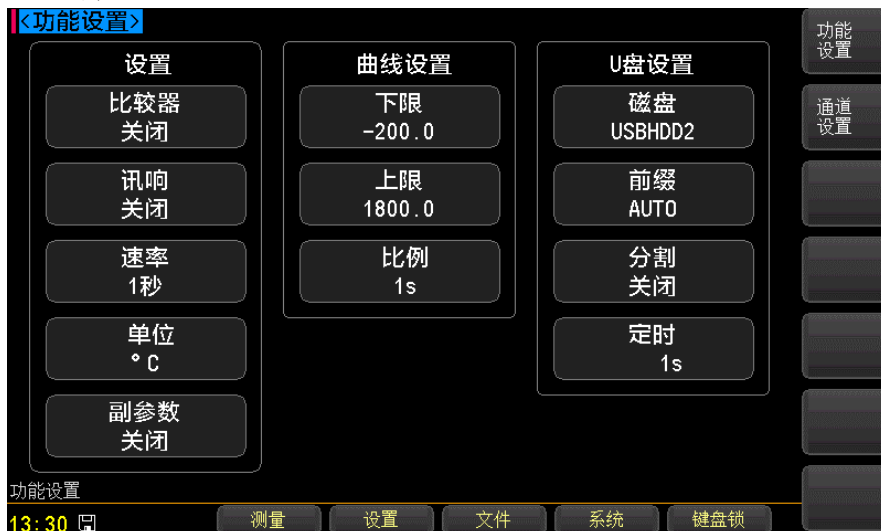 <功能设置>
设置
比较器
关闭
讯响
关闭
速率
1秒
单位
°C
副参数
关闭
曲线设置
下限
-200.0
上限
1800.0
比例
1s
U盘设置
磁盘
USBHDD2
前缀
AUTO
分割
关闭
定时
1s
功能
设置
通道
设置
功能设置
13:30
测量
设置
文件
系统
键盘锁